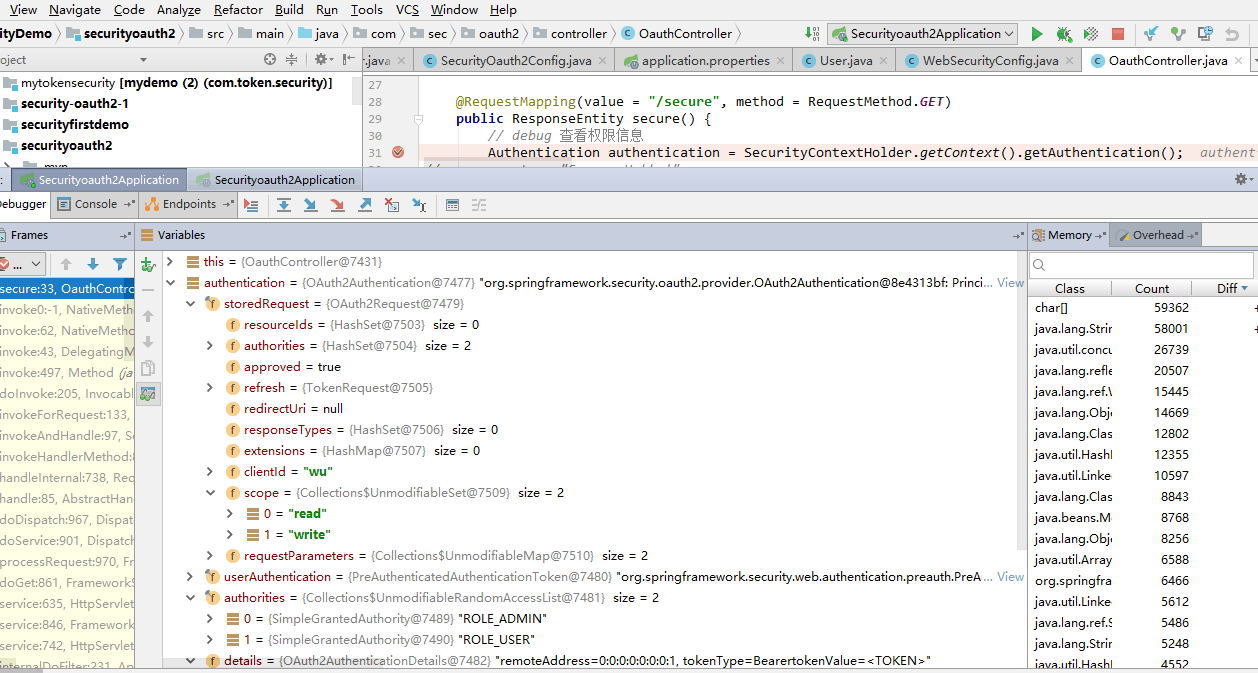 View Navigate Code Analyze Refactor Build Run Tools VCS Window Help
ityDemo securityoauth2 src main java com sec oauth2 controller OauthController Securityoauth2Application
oject .java SecurityOauth2Config.java application.properties User.java WebSecurityConfig.java OauthController.java
mytokensecurity [mydemo (2) (com.token.security)]
security-oauth2-1
securityfirstdemo
securityoauth2
27
28 @RequestMapping(value = "/secure", method = RequestMethod.GET)
29 public ResponseEntity secure() {
30 // debug 查看权限信息
31 Authentication authentication = SecurityContextHolder.getContext().getAuthentication(); authent
Securityoauth2Application Securityoauth2Application
Debugger Console Endpoints
Frames Variables Memory Overhead
...
secure:33, OauthContro
invoke0:-1, NativeMetho
invoke:62, NativeMetho
invoke:43, DelegatingM
invoke:497, Method (ja
doInvoke:205, Invocabl
invokeForRequest:133,
invokeAndHandle:97, Se
invokeHandlerMethod:8
handleInternal:738, Req
handle:85, AbstractHan
doDispatch:967, Dispat
doService:901, Dispatch
processRequest:970, Fr
doGet:861, FrameworkS
service:635, HttpServlet
service:846, Framework
service:742, HttpServlet
internalDoFilter:231, Ap
this = {OauthController@7431}
authentication = {OAuth2Authentication@7477} "org.springframework.security.oauth2.provider.OAuth2Authentication@8e4313bf: Princi... View
storedRequest = {OAuth2Request@7479}
resourceIds = {HashSet@7503} size = 0
authorities = {HashSet@7504} size = 2
approved = true
refresh = {TokenRequest@7505}
redirectUri = null
responseTypes = {HashSet@7506} size = 0
extensions = {HashMap@7507} size = 0
clientId = "wu"
scope = {Collections$UnmodifiableSet@7509} size = 2
0 = "read"
1 = "write"
requestParameters = {Collections$UnmodifiableMap@7510} size = 2
userAuthentication = {PreAuthenticatedAuthenticationToken@7480} "org.springframework.security.web.authentication.preauth.PreA... View
authorities = {Collections$UnmodifiableRandomAccessList@7481} size = 2
0 = {SimpleGrantedAuthority@7489} "ROLE_ADMIN"
1 = {SimpleGrantedAuthority@7490} "ROLE_USER"
details = {OAuth2AuthenticationDetails@7482} "remoteAddress=0:0:0:0:0:0:0:1, tokenType=BearertokenValue=<TOKEN>"
Class Count Diff
char[] 59362
java.lang.Strin 58001
java.util.concu 26739
java.lang.refle 20507
java.lang.ref.W 15445
java.lang.Obje 14669
java.lang.Clas 12802
java.util.HashM 12355
java.util.Linke 10597
java.lang.Clas 8843
java.beans.M 8768
java.lang.Obje 8256
java.util.Array 6588
org.springfra 6466
java.util.Linke 5612
java.lang.ref.S 5486
java.lang.Strin 5248
java.util.HashM 4552